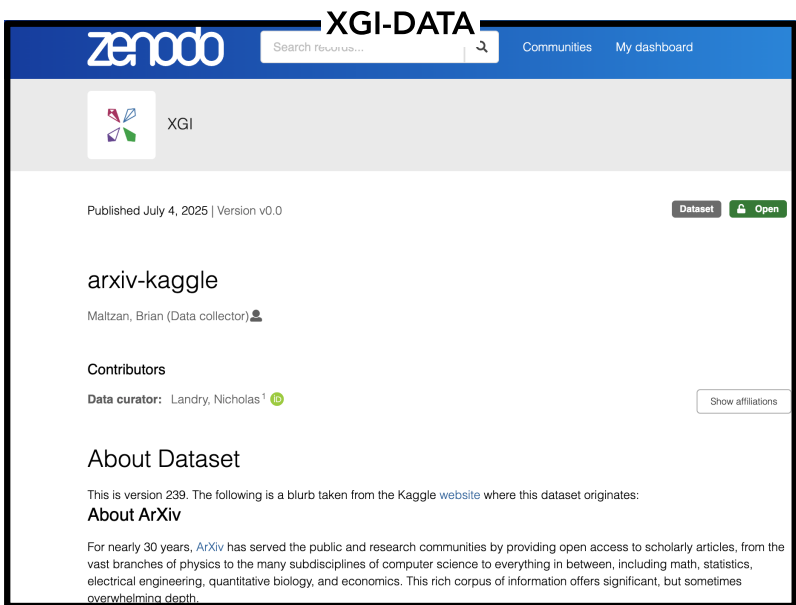 XGI-DATA
zenodo
Search records...
Communities
My dashboard
XGI
Published July 4, 2025 | Version v0.0
Dataset
Open
arxiv-kaggle
Maltzan, Brian (Data collector)
Contributors
Data curator: Landry, Nicholas 1 iD
Show affiliations
About Dataset
This is version 239. The following is a blurb taken from the Kaggle website where this dataset originates:
About ArXiv
For nearly 30 years, ArXiv has served the public and research communities by providing open access to scholarly articles, from the
vast branches of physics to the many subdisciplines of computer science to everything in between, including math, statistics,
electrical engineering, quantitative biology, and economics. This rich corpus of information offers significant, but sometimes
overwhelming depth.